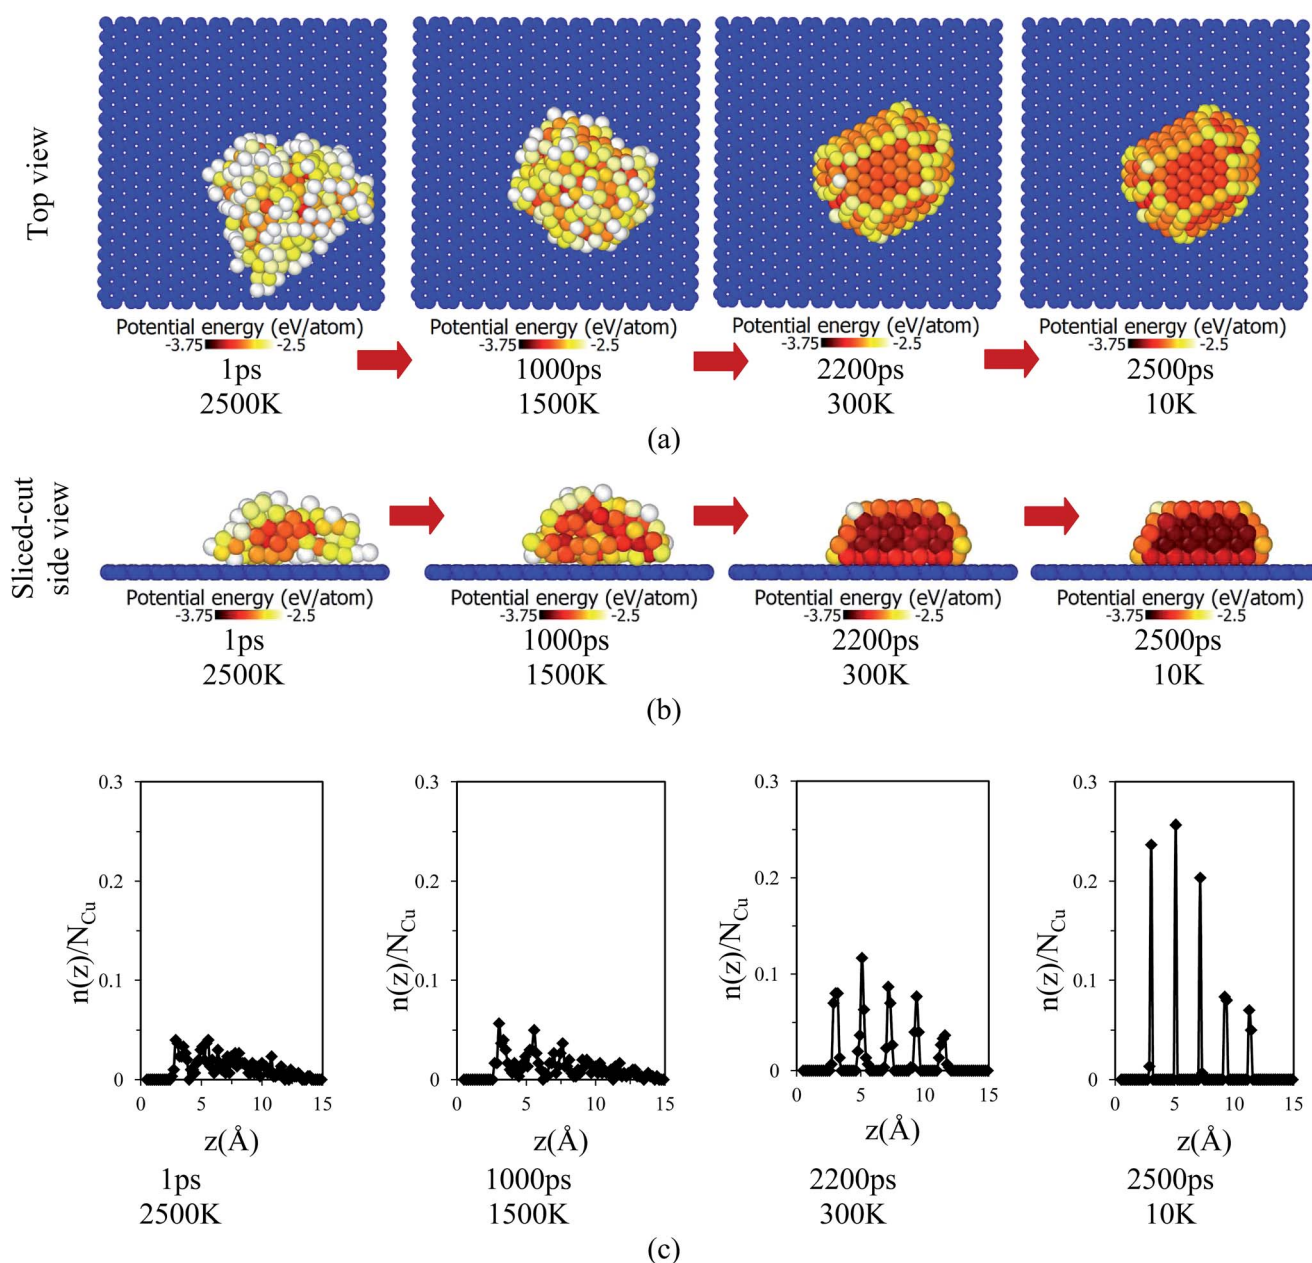 Top view
Potential energy (eV/atom)
-3.75 -2.5
1ps
2500K
Potential energy (eV/atom)
-3.75 -2.5
1000ps
1500K
Potential energy (eV/atom)
-3.75 -2.5
2200ps
300K
Potential energy (eV/atom)
-3.75 -2.5
2500ps
10K
(a)
Sliced-cut
side view
Potential energy (eV/atom)
-3.75 -2.5
1ps
2500K
Potential energy (eV/atom)
-3.75 -2.5
1000ps
1500K
Potential energy (eV/atom)
-3.75 -2.5
2200ps
300K
Potential energy (eV/atom)
-3.75 -2.5
2500ps
10K
(b)
n(z)/N_Cu
0.3
0.2
0.1
0
0 5 10 15
z(Å)
1ps
2500K
n(z)/N_Cu
0.3
0.2
0.1
0
0 5 10 15
z(Å)
1000ps
1500K
n(z)/N_Cu
0.3
0.2
0.1
0
0 5 10 15
z(Å)
2200ps
300K
n(z)/N_Cu
0.3
0.2
0.1
0
0 5 10 15
z(Å)
2500ps
10K
(c)